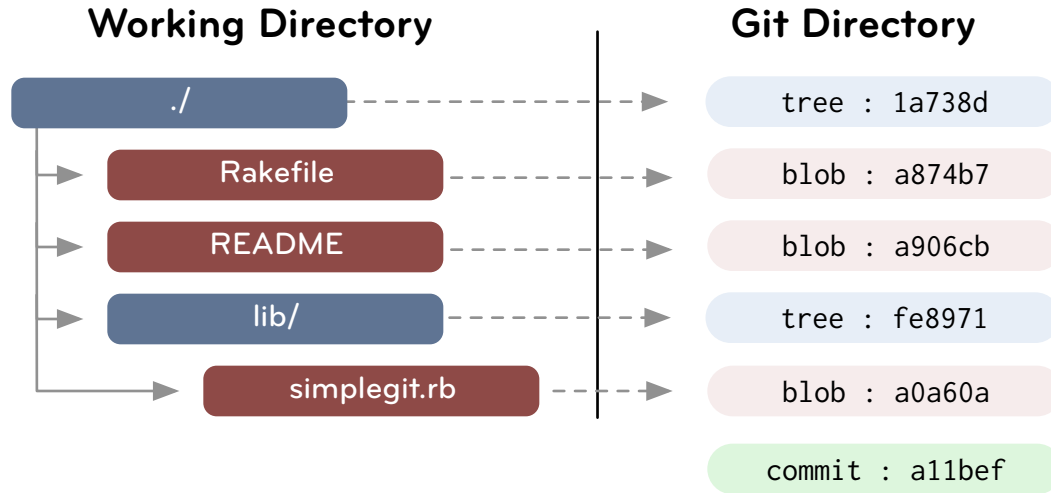 Working Directory
Git Directory
./
tree : 1a738d
Rakefile
blob : a874b7
README
blob : a906cb
lib/
tree : fe8971
simplegit.rb
blob : a0a60a
commit : a11bef